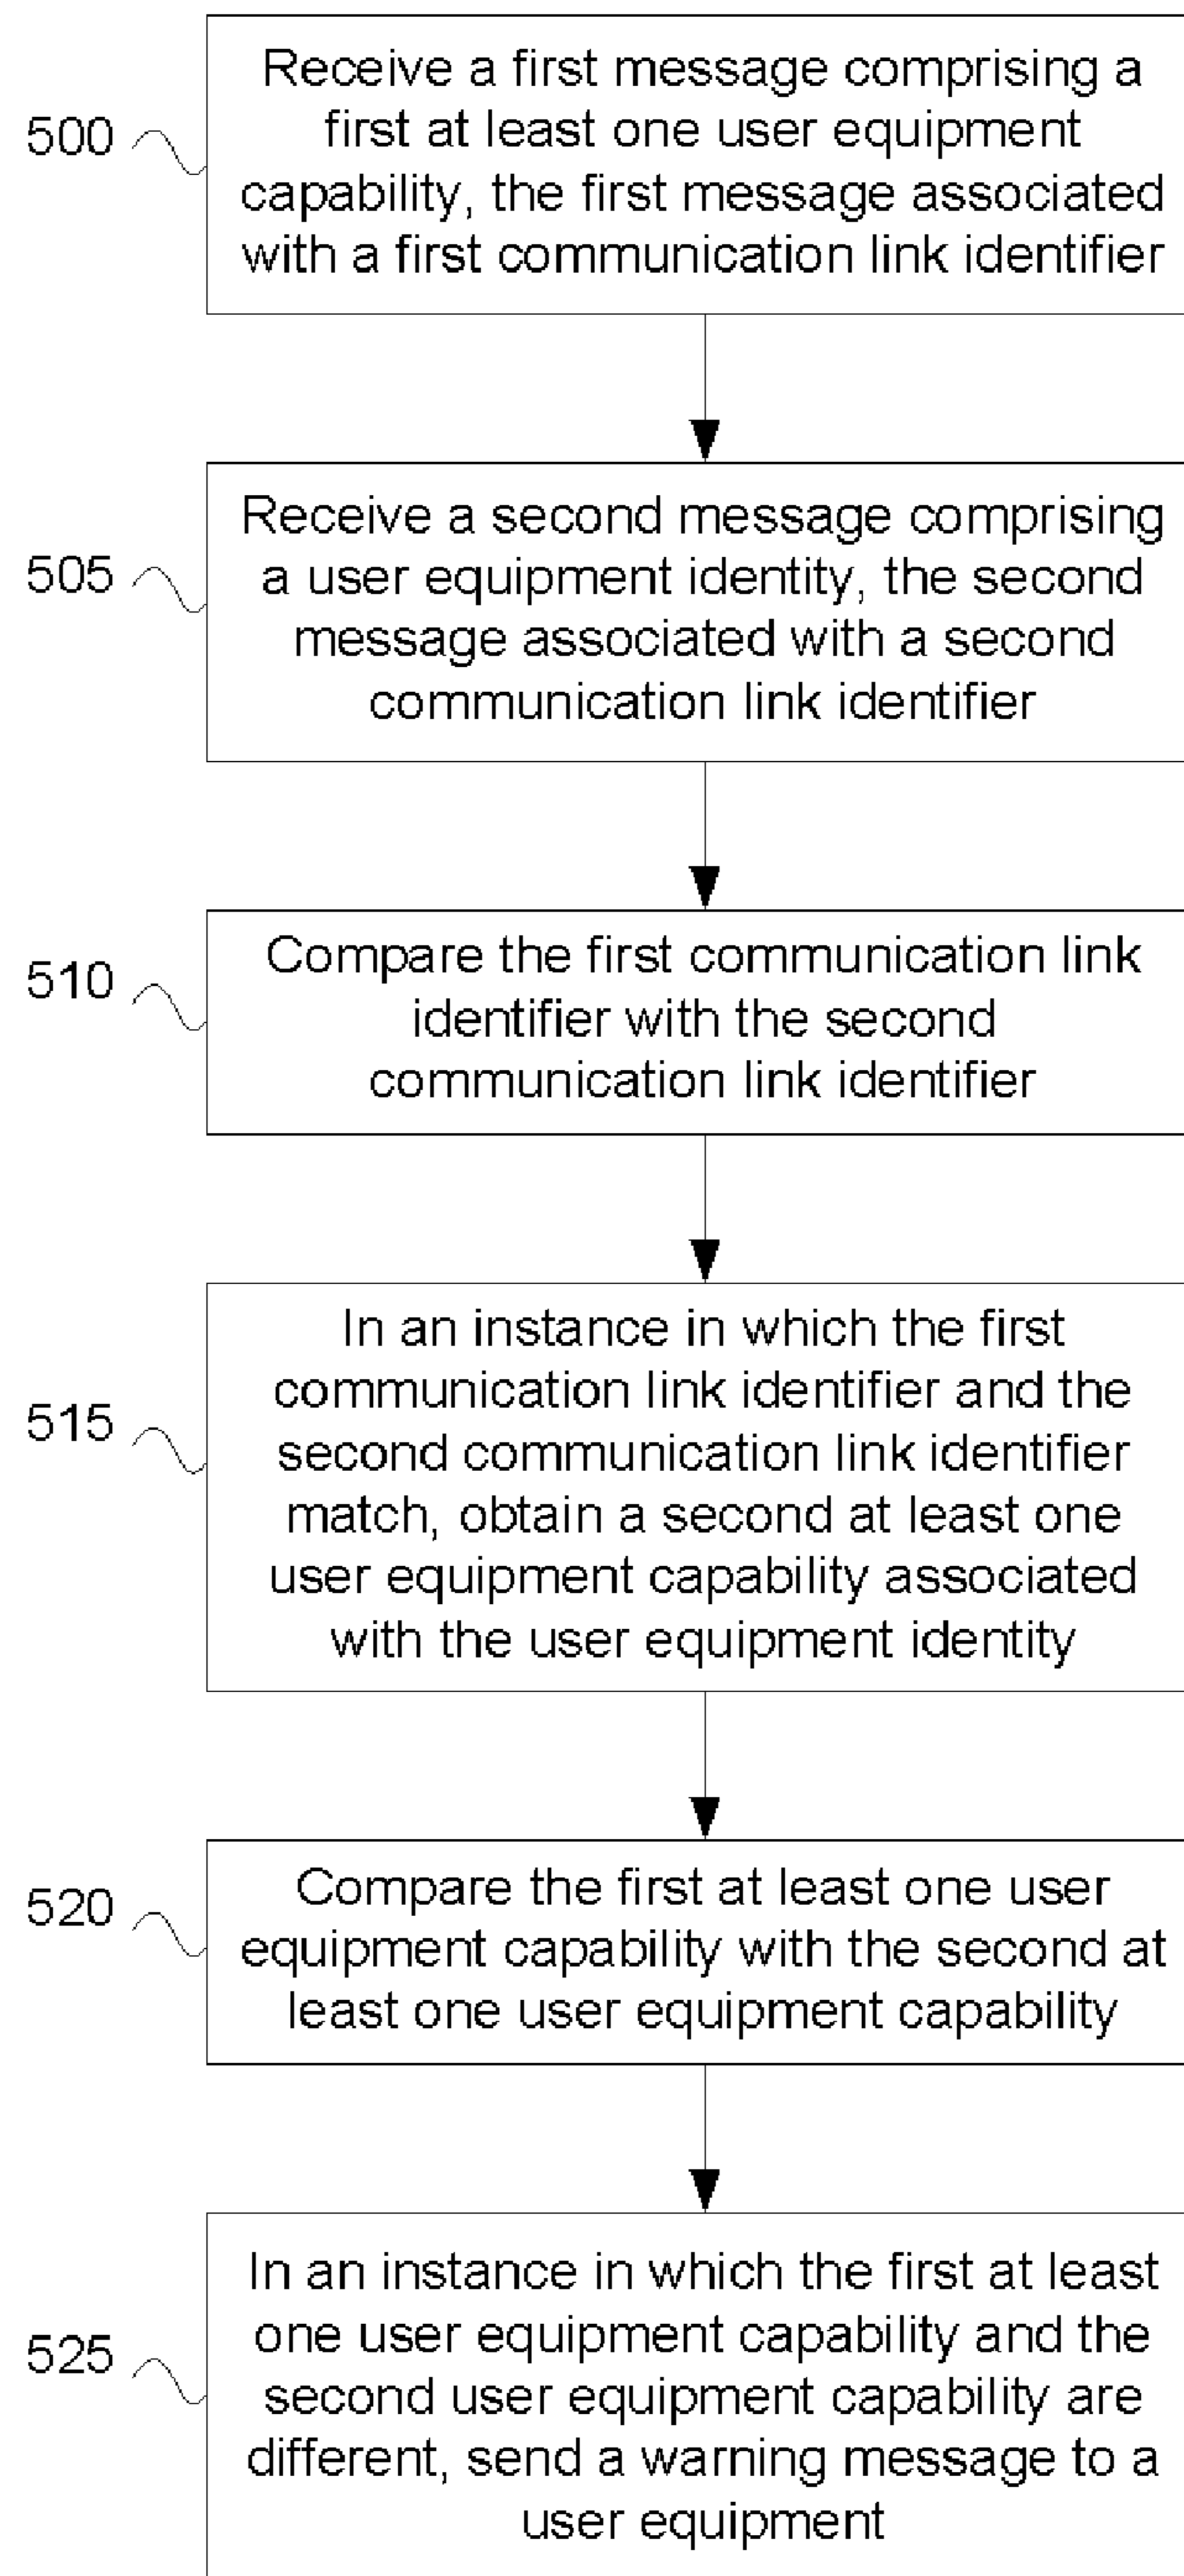 500
Receive a first message comprising a
first at least one user equipment
capability, the first message associated
with a first communication link identifier
505
Receive a second message comprising
a user equipment identity, the second
message associated with a second
communication link identifier
510
Compare the first communication link
identifier with the second
communication link identifier
515
In an instance in which the first
communication link identifier and the
second communication link identifier
match, obtain a second at least one
user equipment capability associated
with the user equipment identity
520
Compare the first at least one user
equipment capability with the second at
least one user equipment capability
525
In an instance in which the first at least
one user equipment capability and the
second user equipment capability are
different, send a warning message to a
user equipment